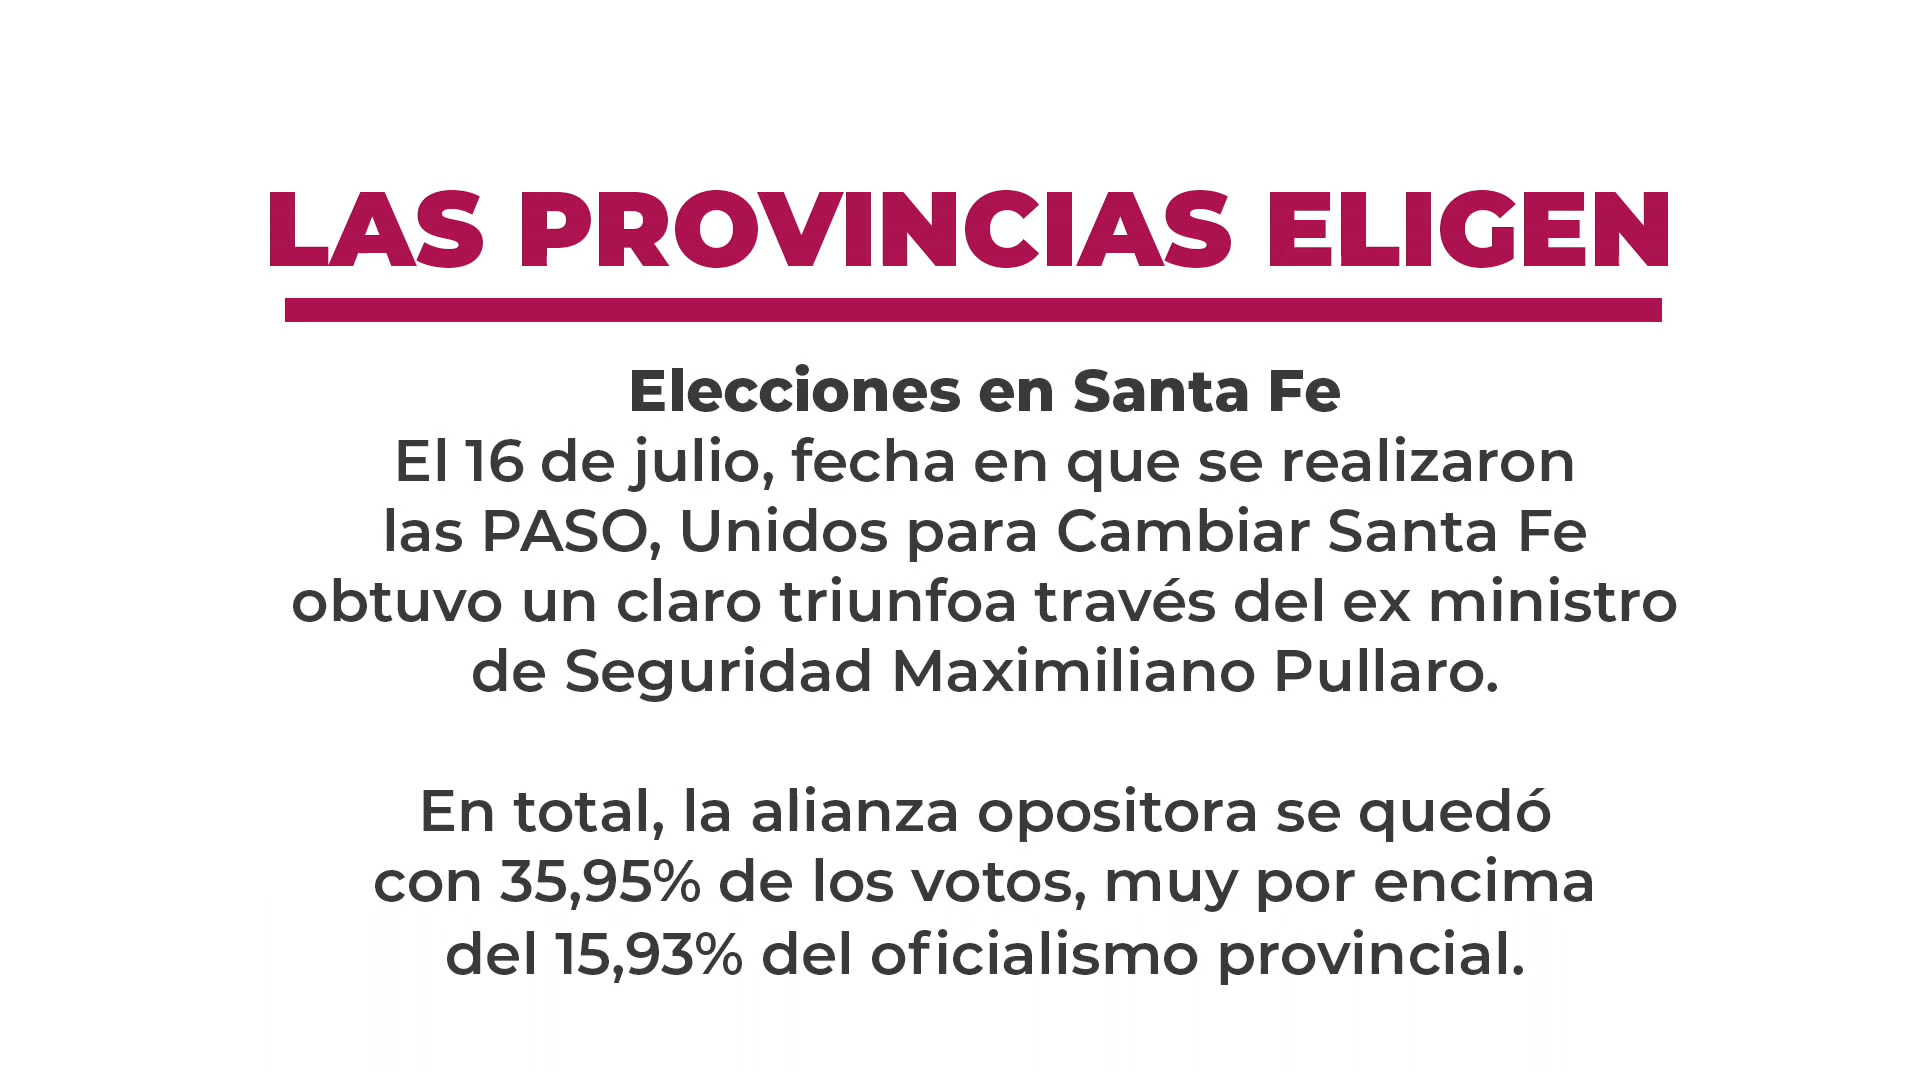 LAS PROVINCIAS ELIGEN
Elecciones en Santa Fe
El 16 de julio, fecha en que se realizaron
las PASO, Unidos para Cambiar Santa Fe
obtuvo un claro triunfoa través del ex ministro
de Seguridad Maximiliano Pullaro.
En total, la alianza opositora se quedó
con 35,95% de los votos, muy por encima
del 15,93% del oficialismo provincial.